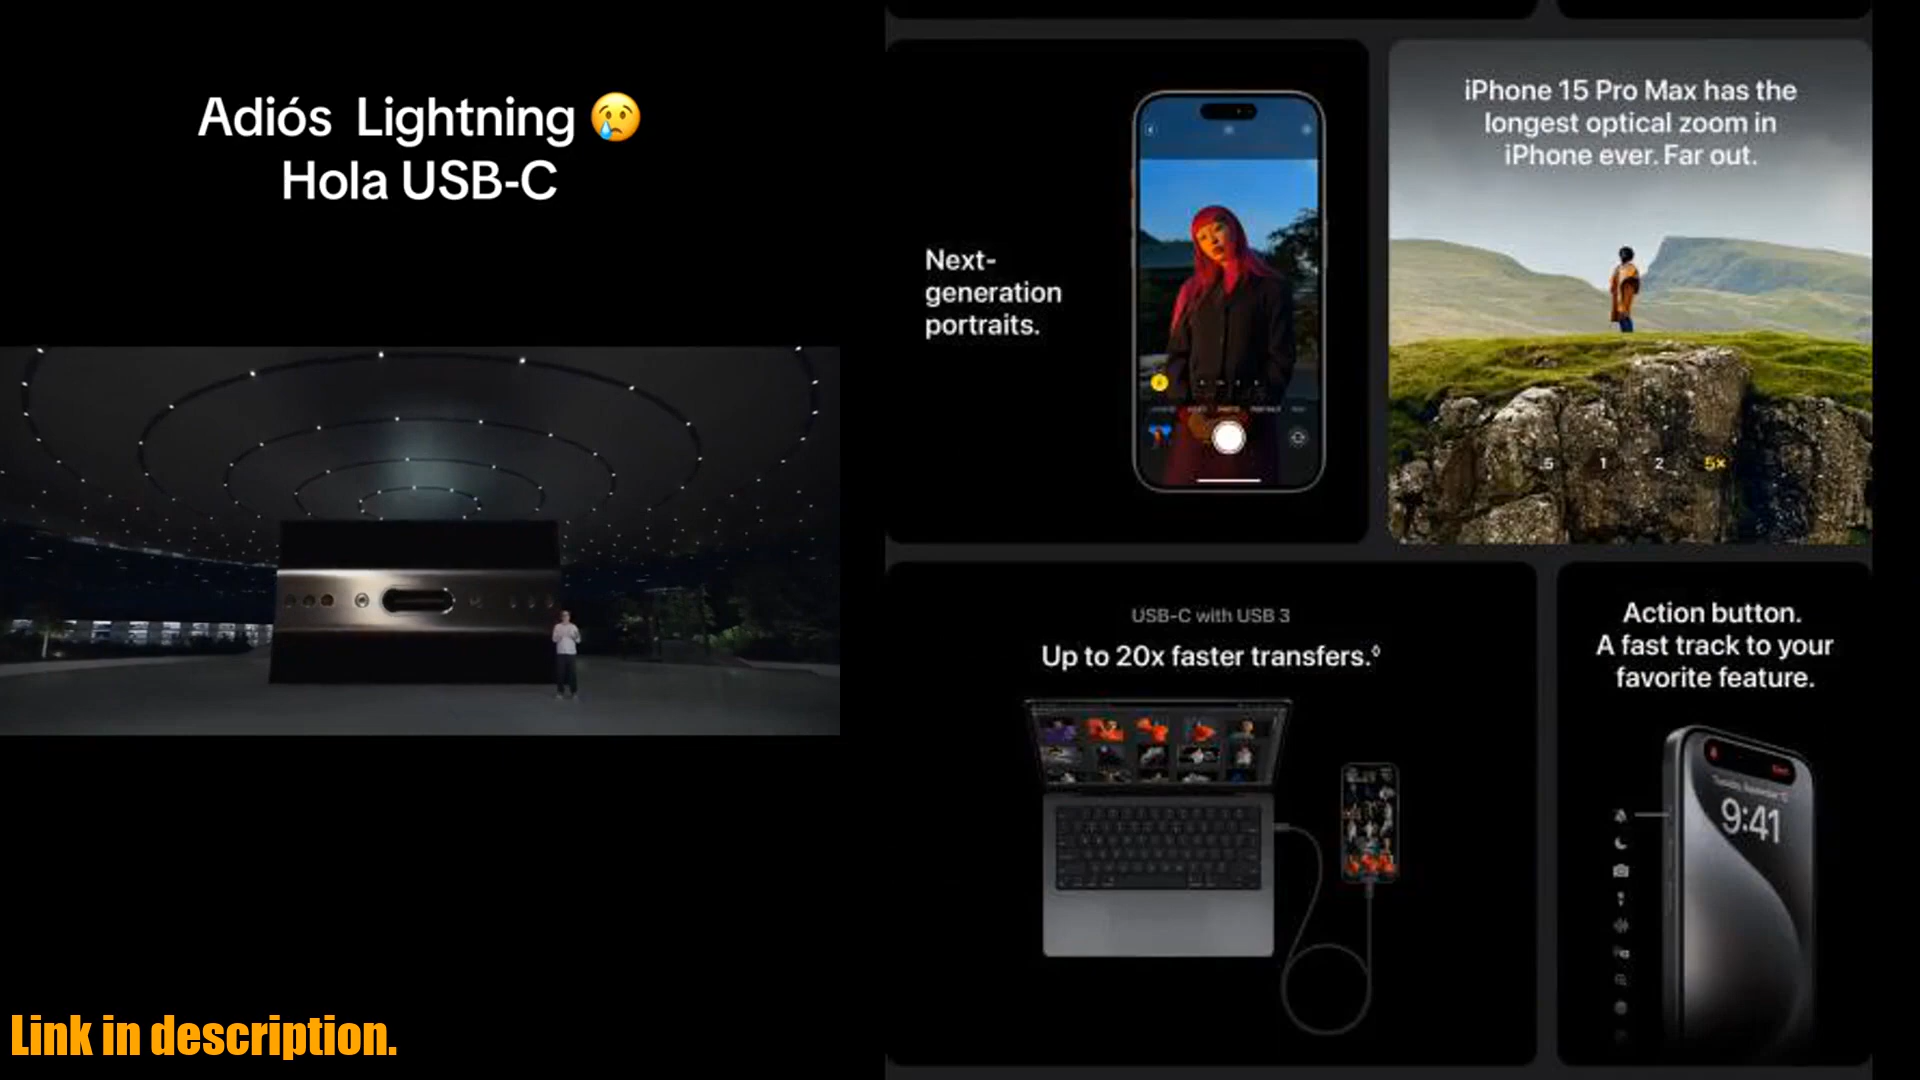 Adiós Lightning 😢
Hola USB-C
Link in description.
Next-
generation
portraits.
iPhone 15 Pro Max has the
longest optical zoom in
iPhone ever. Far out.
.5 1 2 5×
USB-C with USB 3
Up to 20x faster transfers.◊
Action button.
A fast track to your
favorite feature.
9:41